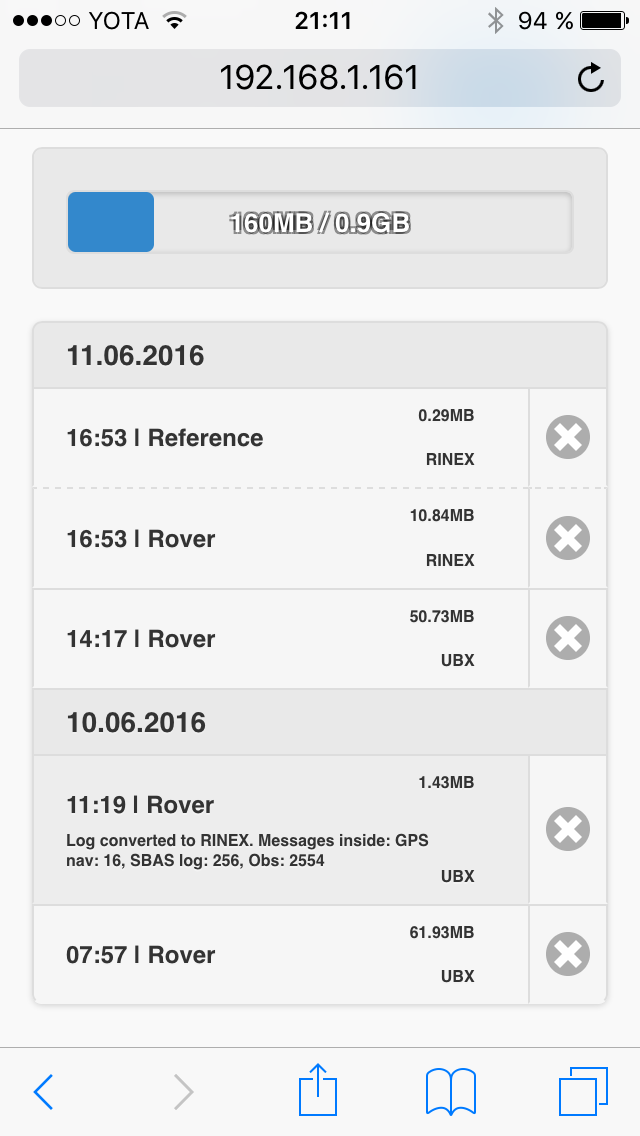 YOTA 21:11 94 %
192.168.1.161
160MB / 0.9GB
11.06.2016
16:53 | Reference
0.29MB
RINEX
16:53 | Rover
10.84MB
RINEX
14:17 | Rover
50.73MB
UBX
10.06.2016
11:19 | Rover
1.43MB
Log converted to RINEX. Messages inside: GPS
nav: 16, SBAS log: 256, Obs: 2554
UBX
07:57 | Rover
61.93MB
UBX